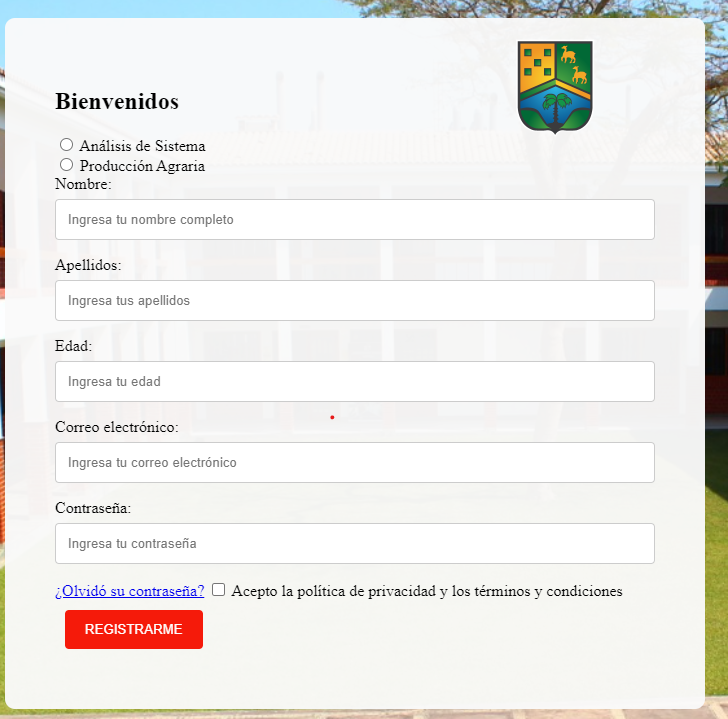 Bienvenidos
Análisis de Sistema
Producción Agraria
Nombre:
Ingresa tu nombre completo
Apellidos:
Ingresa tus apellidos
Edad:
Ingresa tu edad
Correo electrónico:
Ingresa tu correo electrónico
Contraseña:
Ingresa tu contraseña
¿Olvidó su contraseña? Acepto la política de privacidad y los términos y condiciones
REGISTRARME